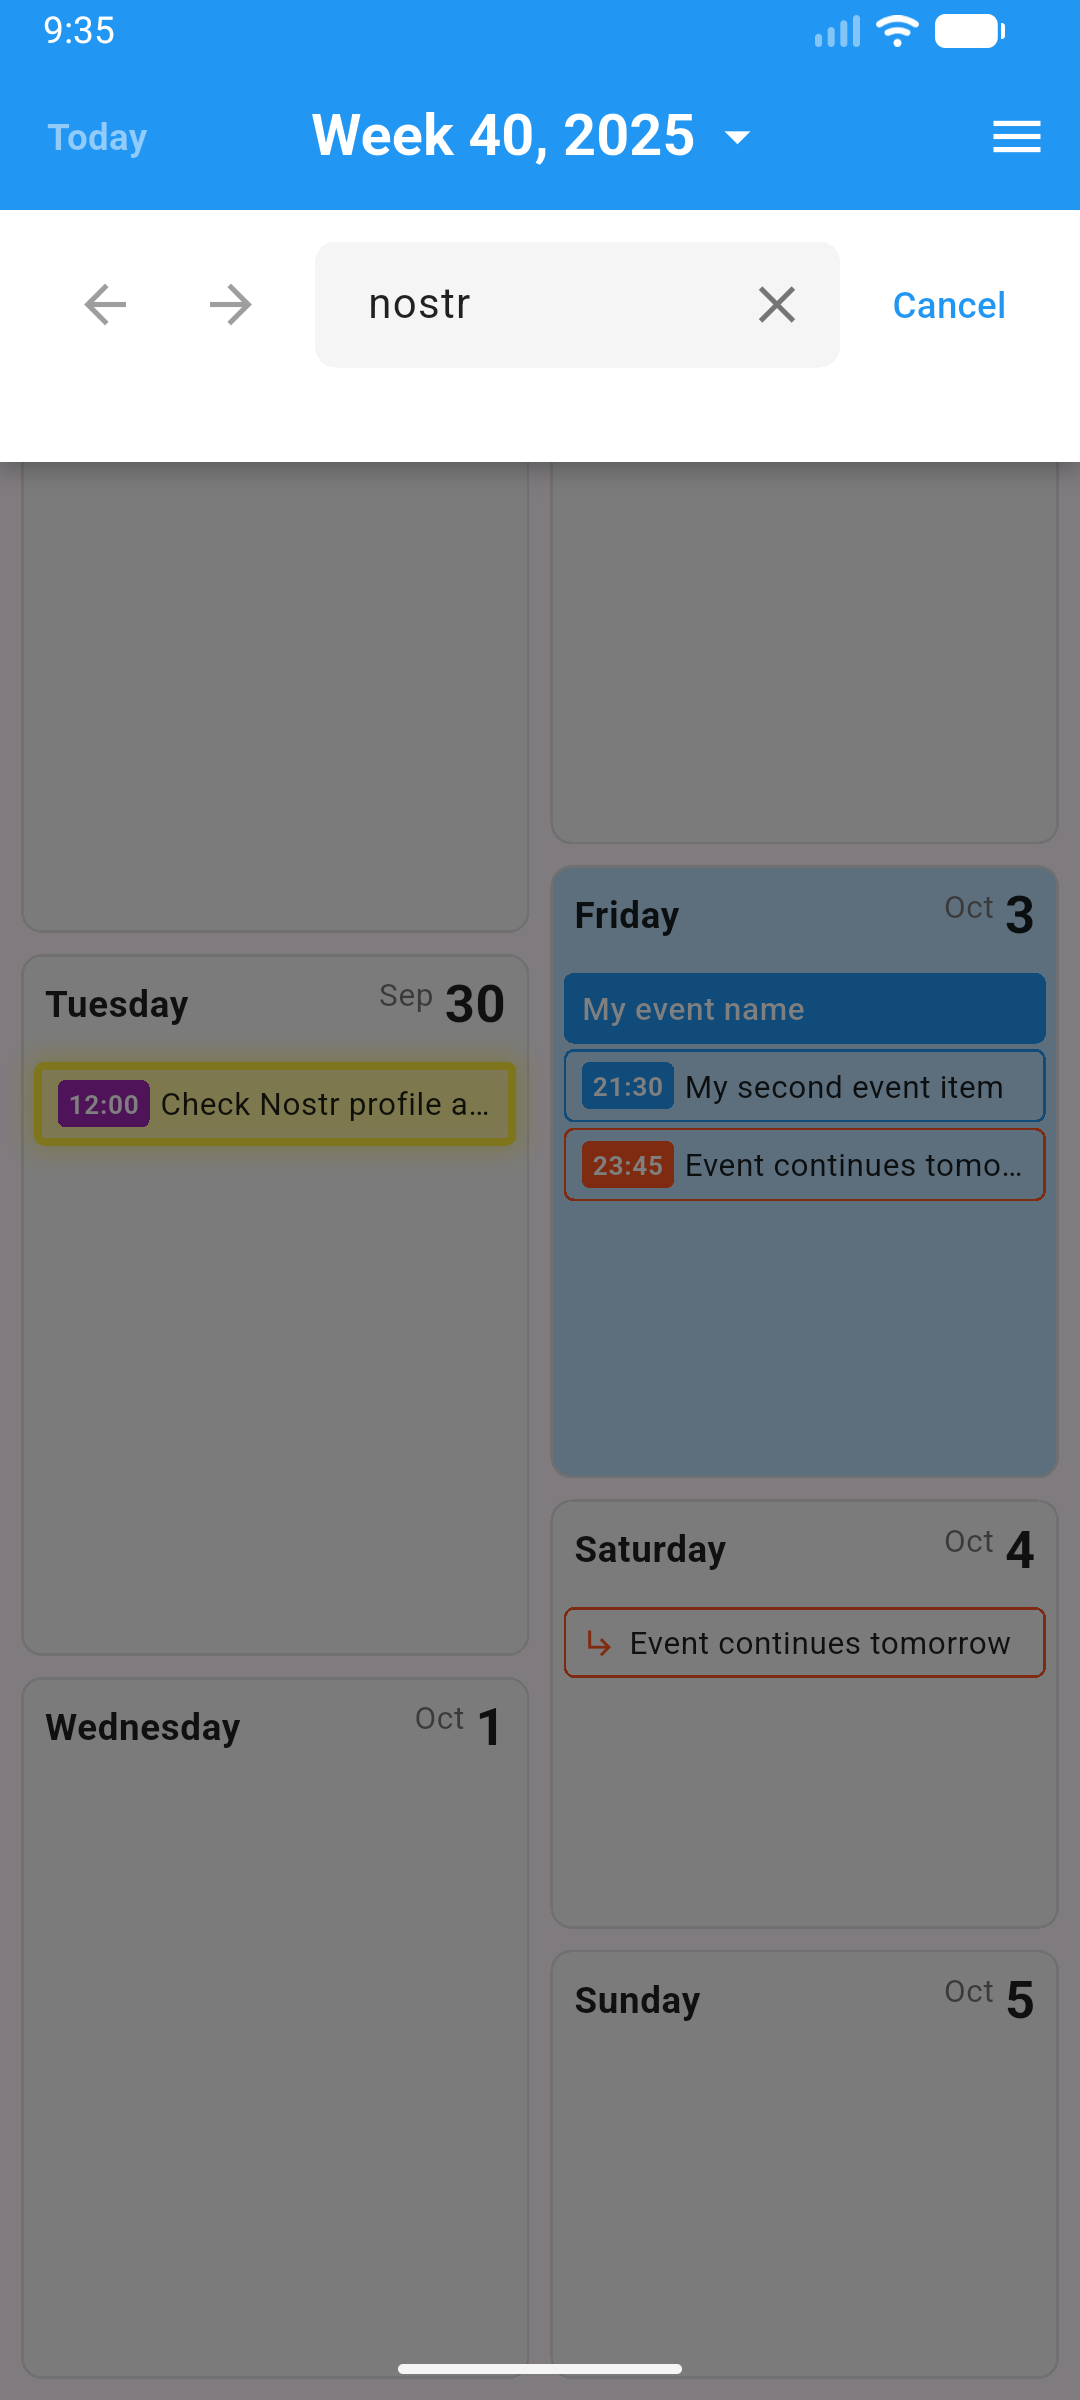 9:35
Today
Week 40, 2025
nostr
Cancel
Tuesday
Sep 30
12:00 Check Nostr profile a...
Wednesday
Oct 1
Friday
Oct 3
My event name
21:30 My second event item
23:45 Event continues tomo...
Saturday
Oct 4
Event continues tomorrow
Sunday
Oct 5